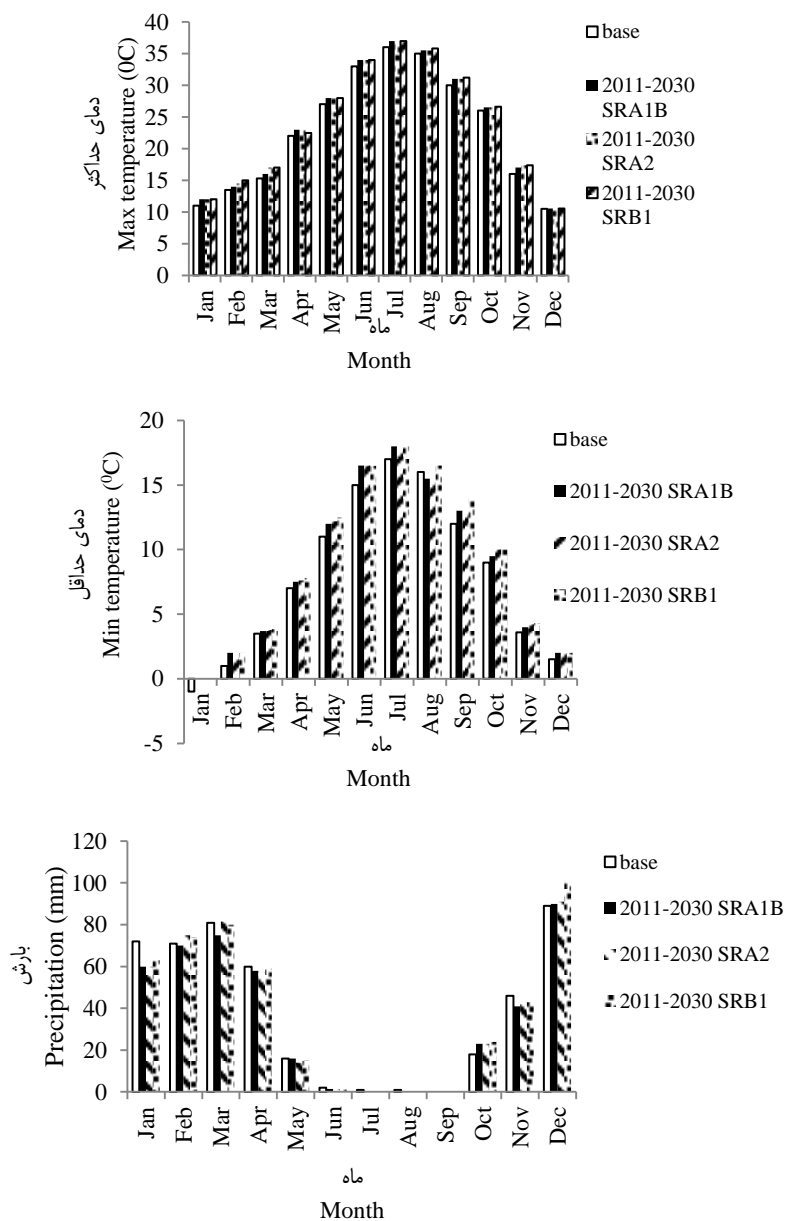 دمای حداکثر
Max temperature (0C)
40
35
30
25
20
15
10
5
0
Jan
Feb
Mar
Apr
May
Jun
Jul
Aug
Sep
Oct
Nov
Dec
ماه
Month
base
2011-2030
SRA1B
2011-2030
SRA2
2011-2030
SRB1
دمای حداقل
Min temperature (⁰C)
20
15
10
5
0
-5
Jan
Feb
Mar
Apr
May
Jun
Jul
Aug
Sep
Oct
Nov
Dec
ماه
Month
base
2011-2030 SRA1B
2011-2030 SRA2
2011-2030 SRB1
بارش
Precipitation (mm)
120
100
80
60
40
20
0
Jan
Feb
Mar
Apr
May
Jun
Jul
Aug
Sep
Oct
Nov
Dec
ماه
Month
base
2011-2030 SRA1B
2011-2030 SRA2
2011-2030 SRB1